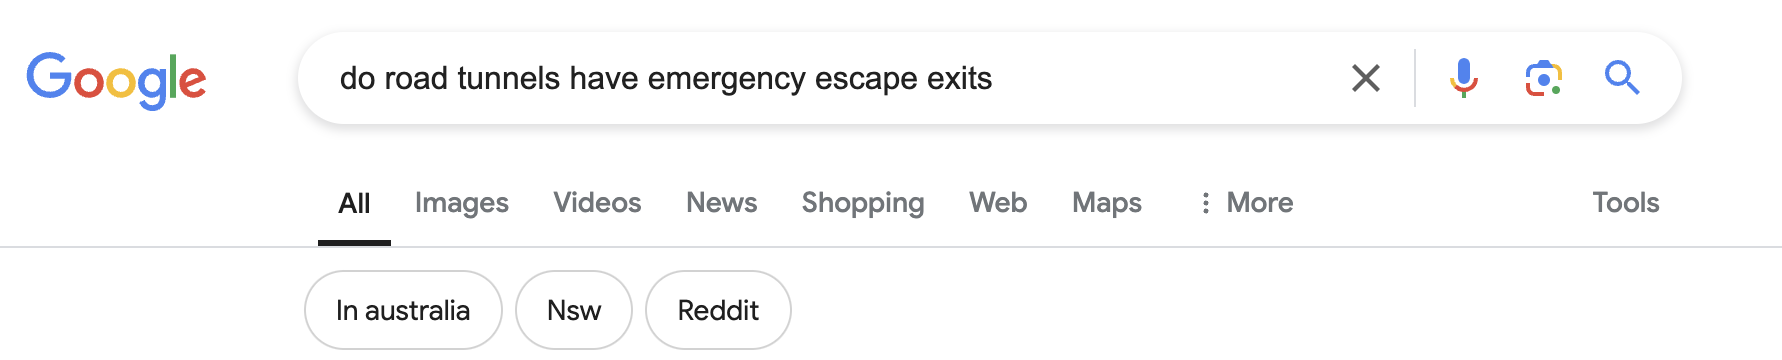 Google do road tunnels have emergency escape exits
All Images Videos News Shopping Web Maps More Tools
In australia Nsw Reddit